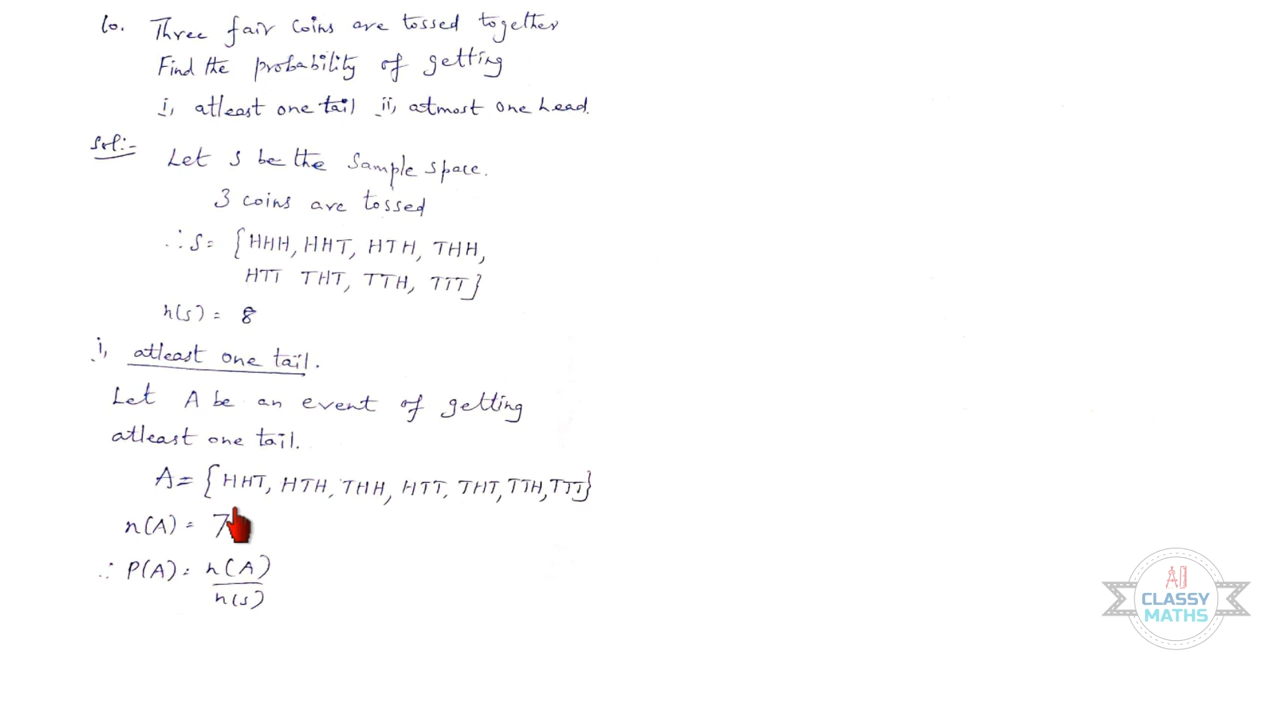 10. Three fair coins are tossed together
Find the probability of getting
i, atleast one tail ii, atmost one head.
Sol:-
Let S be the Sample space.
3 coins are tossed
∴ S = {HHH, HHT, HTH, THH,
HTT THT, TTH, TTT}
n(S) = 8
i, atleast one tail.
Let A be an event of getting
atleast one tail.
A = {HHT, HTH, THH, HTT, THT, TTH, TTT}
n(A) = 7
∴ P(A) = n(A)
n(S)
CLASSY
MATHS